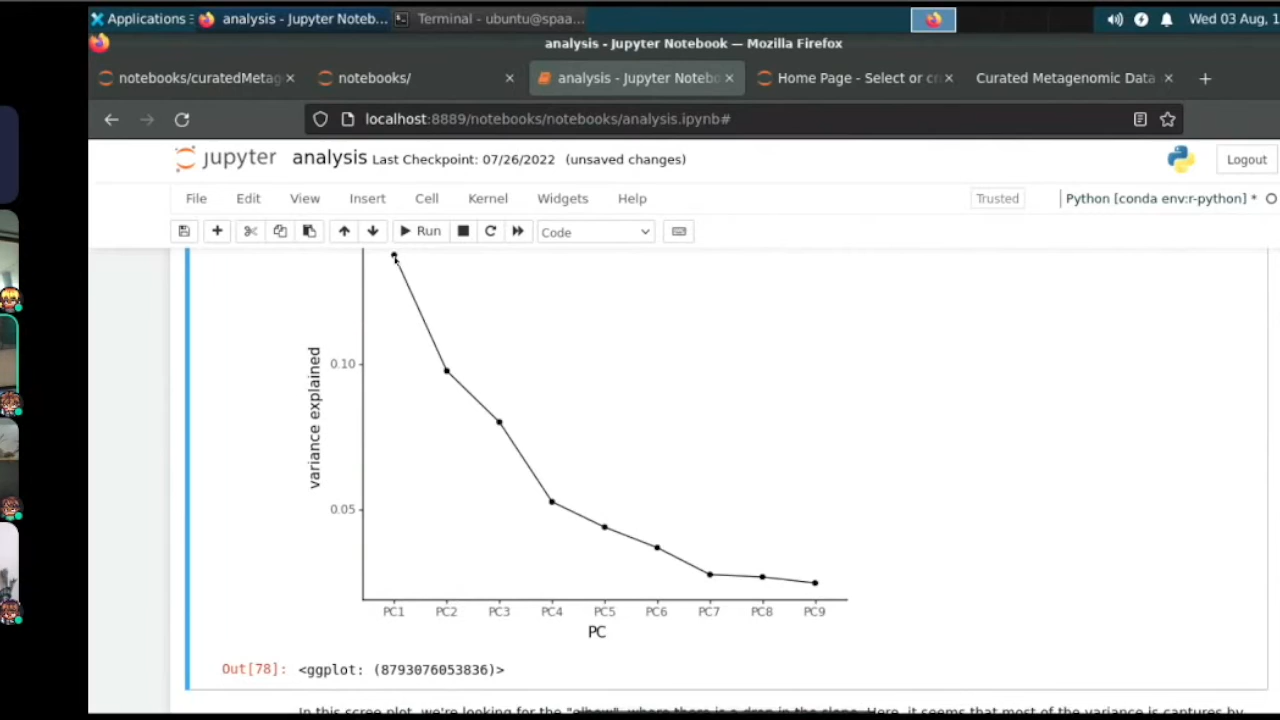 Applications
analysis - Jupyter Noteb...
Terminal - ubuntu@spaa...
Wed 03 Aug, 1
analysis - Jupyter Notebook — Mozilla Firefox
notebooks/curatedMetag
notebooks/
analysis - Jupyter Notebo
Home Page - Select or cr
Curated Metagenomic Data
localhost:8889/notebooks/notebooks/analysis.ipynb#
jupyter analysis Last Checkpoint: 07/26/2022 (unsaved changes)
Logout
File Edit View Insert Cell Kernel Widgets Help
Trusted
Python [conda env:r-python] *
Run
Code
0.10
variance explained
0.05
PC1 PC2 PC3 PC4 PC5 PC6 PC7 PC8 PC9
PC
Out[78]: <ggplot: (8793076053836)>
In this scree plot, we're looking for the "elbow", where there is a drop in the slope. Here, it seems that most of the variance is captures by